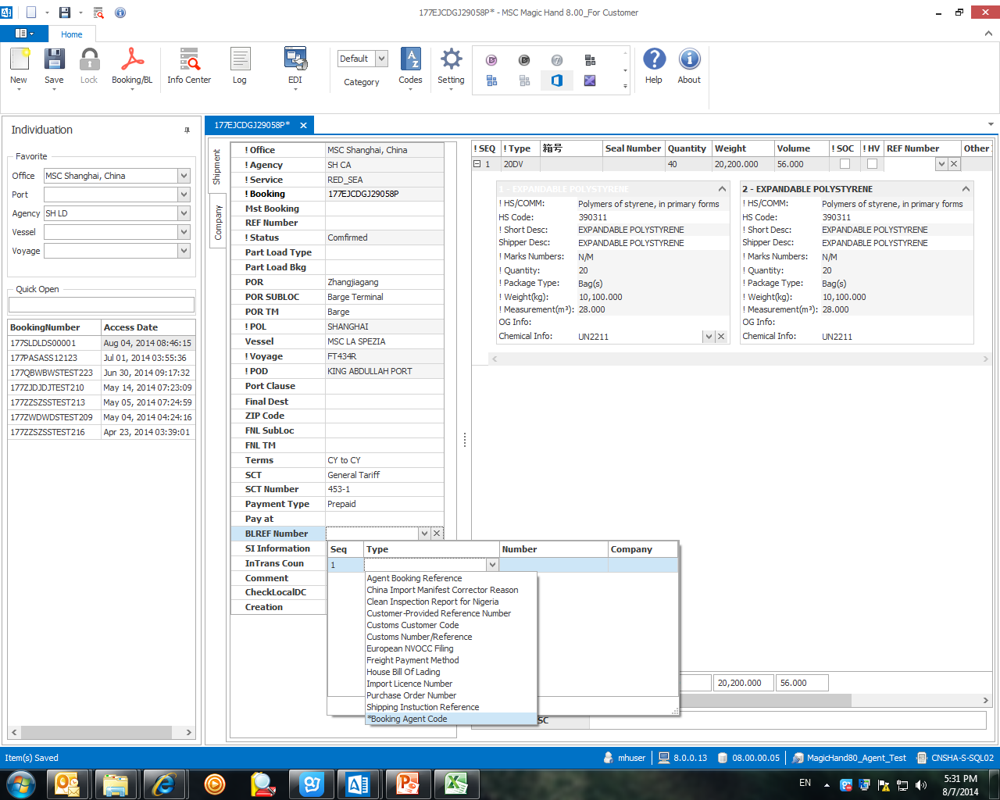 177EJCDGJ29058P* - MSC Magic Hand 8.00_For Customer
Home
New
Save
Lock
Booking/BL
Info Center
Log
EDI
Default
Category
Codes
Setting
Help
About
Individuation
Favorite
Office MSC Shanghai, China
Port
Agency SH LD
Vessel
Voyage
Quick Open
BookingNumber Access Date
177SLDLDS00001 Aug 04, 2014 08:46:15
177PASASS12123 Jul 01, 2014 03:55:36
177QBWBWSTEST223 Jun 30, 2014 09:17:32
177ZJDJDJTEST210 May 14, 2014 07:23:09
177ZZSZSSTEST213 May 05, 2014 07:24:59
177ZWDWDSTEST209 May 04, 2014 04:24:16
177ZZSZSSTEST216 Apr 23, 2014 03:39:01
177EJCDGJ29058P*
Shipment
Company
! Office MSC Shanghai, China
! Agency SH CA
! Service RED_SEA
! Booking 177EJCDGJ29058P
Mst Booking
REF Number
! Status Comfirmed
Part Load Type
Part Load Bkg
POR Zhangjiagang
POR SUBLOC Barge Terminal
POR TM Barge
! POL SHANGHAI
Vessel MSC LA SPEZIA
! Voyage FT434R
! POD KING ABDULLAH PORT
Port Clause
Final Dest
ZIP Code
FNL SubLoc
FNL TM
Terms CY to CY
SCT General Tariff
SCT Number 453-1
Payment Type Prepaid
Pay at
BLREF Number
SI Information
InTrans Coun
Comment
CheckLocalDC
Creation
Seq Type Number Company
1
Agent Booking Reference
China Import Manifest Corrector Reason
Clean Inspection Report for Nigeria
Customer-Provided Reference Number
Customs Customer Code
Customs Number/Reference
European NVOCC Filing
Freight Payment Method
House Bill Of Lading
Import Licence Number
Purchase Order Number
Shipping Instuction Reference
*Booking Agent Code
! SEQ ! Type 箱号 Seal Number Quantity Weight Volume ! SOC ! HV REF Number Other
1 20DV 40 20,200.000 56.000
1 - EXPANDABLE POLYSTYRENE
! HS/COMM: Polymers of styrene, in primary forms
HS Code: 390311
! Short Desc: EXPANDABLE POLYSTYRENE
Shipper Desc: EXPANDABLE POLYSTYRENE
! Marks Numbers: N/M
! Quantity: 20
! Package Type: Bag(s)
! Weight(kg): 10,100.000
! Measurement(m³): 28.000
OG Info:
Chemical Info: UN2211
2 - EXPANDABLE POLYSTYRENE
! HS/COMM: Polymers of styrene, in primary forms
HS Code: 390311
! Short Desc: EXPANDABLE POLYSTYRENE
Shipper Desc: EXPANDABLE POLYSTYRENE
! Marks Numbers: N/M
! Quantity: 20
! Package Type: Bag(s)
! Weight(kg): 10,100.000
! Measurement(m³): 28.000
OG Info:
Chemical Info: UN2211
20,200.000 56.000
SC
Item(s) Saved
mhuser 8.0.0.13 08.00.00.05 MagicHand80_Agent_Test CNSHA-S-SQL02
EN
5:31 PM
8/7/2014